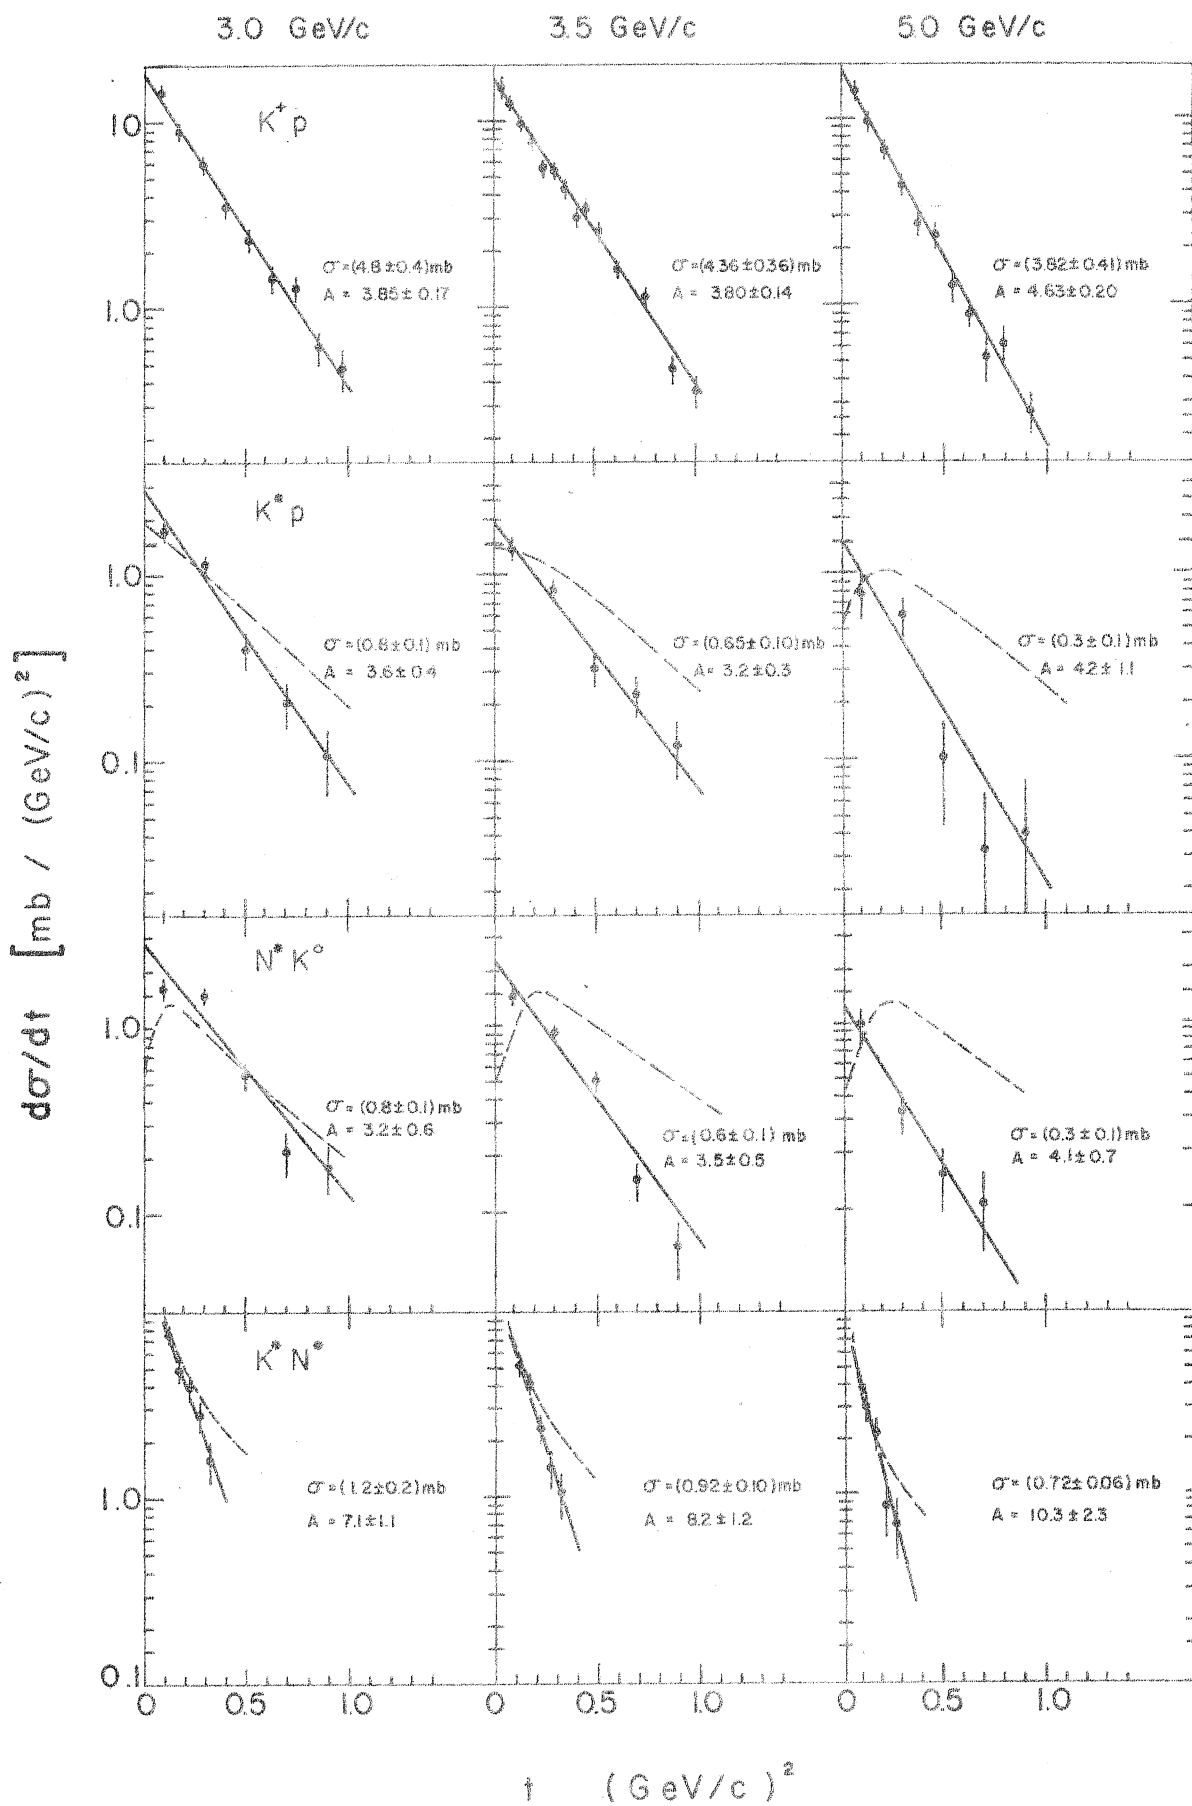 3.0 GeV/c
3.5 GeV/c
5.0 GeV/c
dσ/dt [mb / (GeV/c)²]
10
1.0
K⁺p
σ=(4.8±0.4)mb
A = 3.85±0.17
σ=(4.36±0.36)mb
A = 3.80±0.14
σ=(3.82±0.41)mb
A = 4.63±0.20
1.0
0.1
K*p
σ=(0.8±0.1) mb
A = 3.6±0.4
σ=(0.65±0.10)mb
A = 3.2±0.3
σ=(0.3±0.1)mb
A= 4.2±1.1
1.0
0.1
N*K°
σ=(0.8±0.1)mb
A = 3.2±0.6
σ=(0.6±0.1) mb
A = 3.5±0.5
σ=(0.3±0.1)mb
A = 4.1±0.7
1.0
0.1
K*N*
σ=(1.2±0.2)mb
A = 7.1±1.1
σ=(0.92±0.10)mb
A = 8.2±1.2
σ=(0.72±0.06)mb
A = 10.3±2.3
0 0.5 1.0
0 0.5 1.0
0 0.5 1.0
t (GeV/c)²